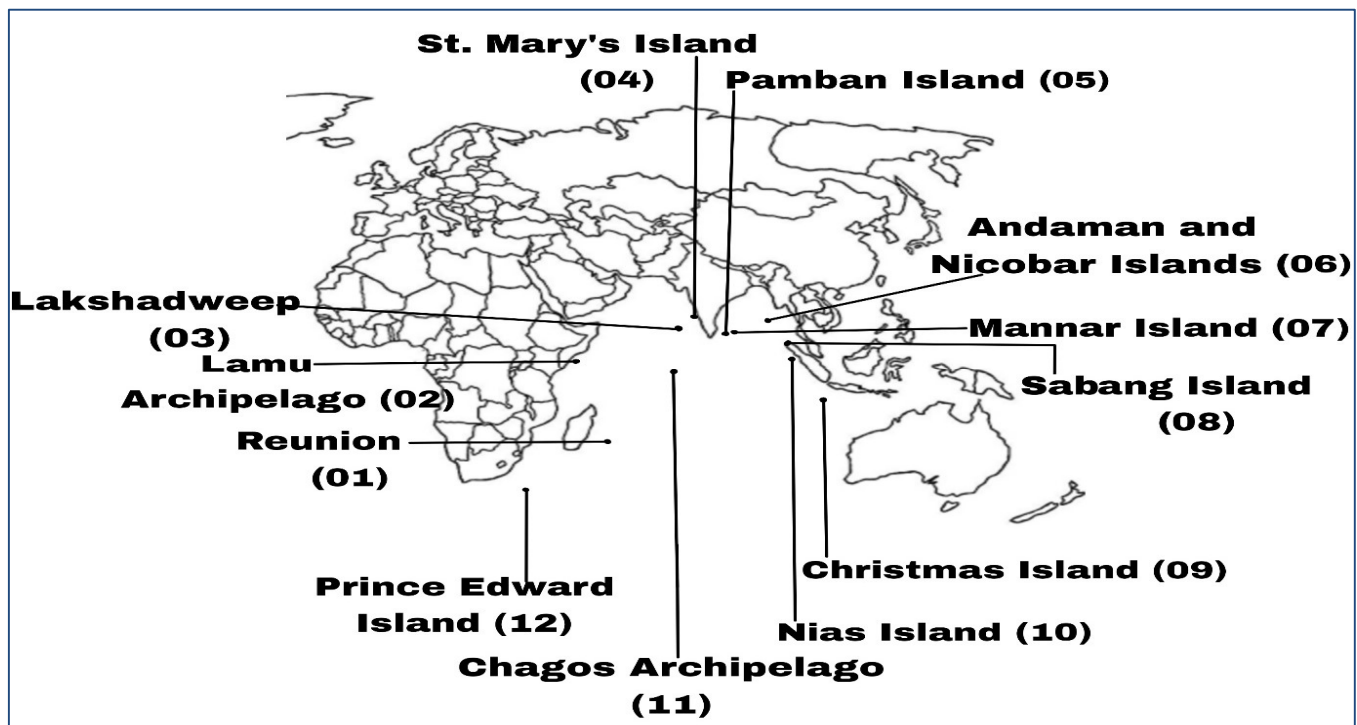 St. Mary's Island
(04)
Pamban Island (05)
Andaman and
Nicobar Islands (06)
Lakshadweep
(03)
Mannar Island (07)
Lamu
Archipelago (02)
Sabang Island
(08)
Reunion
(01)
Christmas Island (09)
Prince Edward
Island (12)
Nias Island (10)
Chagos Archipelago
(11)